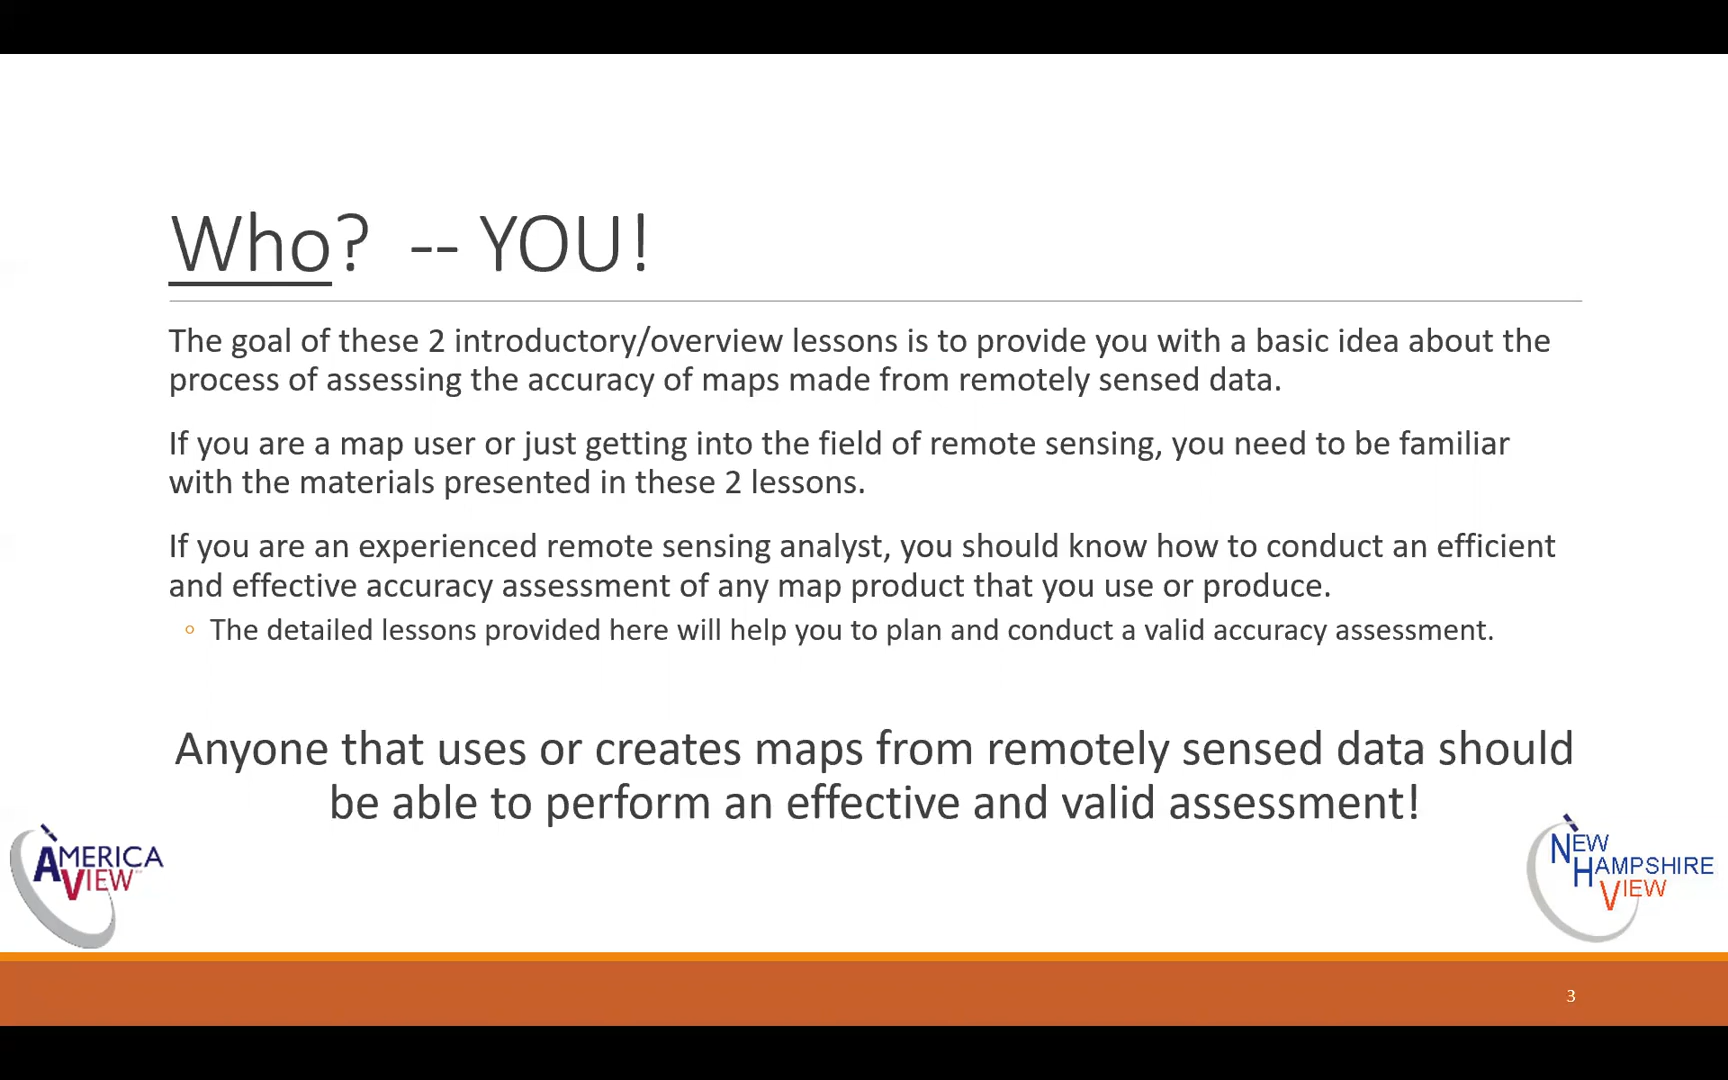 Who?  -- YOU!
The goal of these 2 introductory/overview lessons is to provide you with a basic idea about the
process of assessing the accuracy of maps made from remotely sensed data.
If you are a map user or just getting into the field of remote sensing, you need to be familiar
with the materials presented in these 2 lessons.
If you are an experienced remote sensing analyst, you should know how to conduct an efficient
and effective accuracy assessment of any map product that you use or produce.
◦ The detailed lessons provided here will help you to plan and conduct a valid accuracy assessment.
Anyone that uses or creates maps from remotely sensed data should
be able to perform an effective and valid assessment!
AMERICA
VIEW
NEW
HAMPSHIRE
VIEW
3